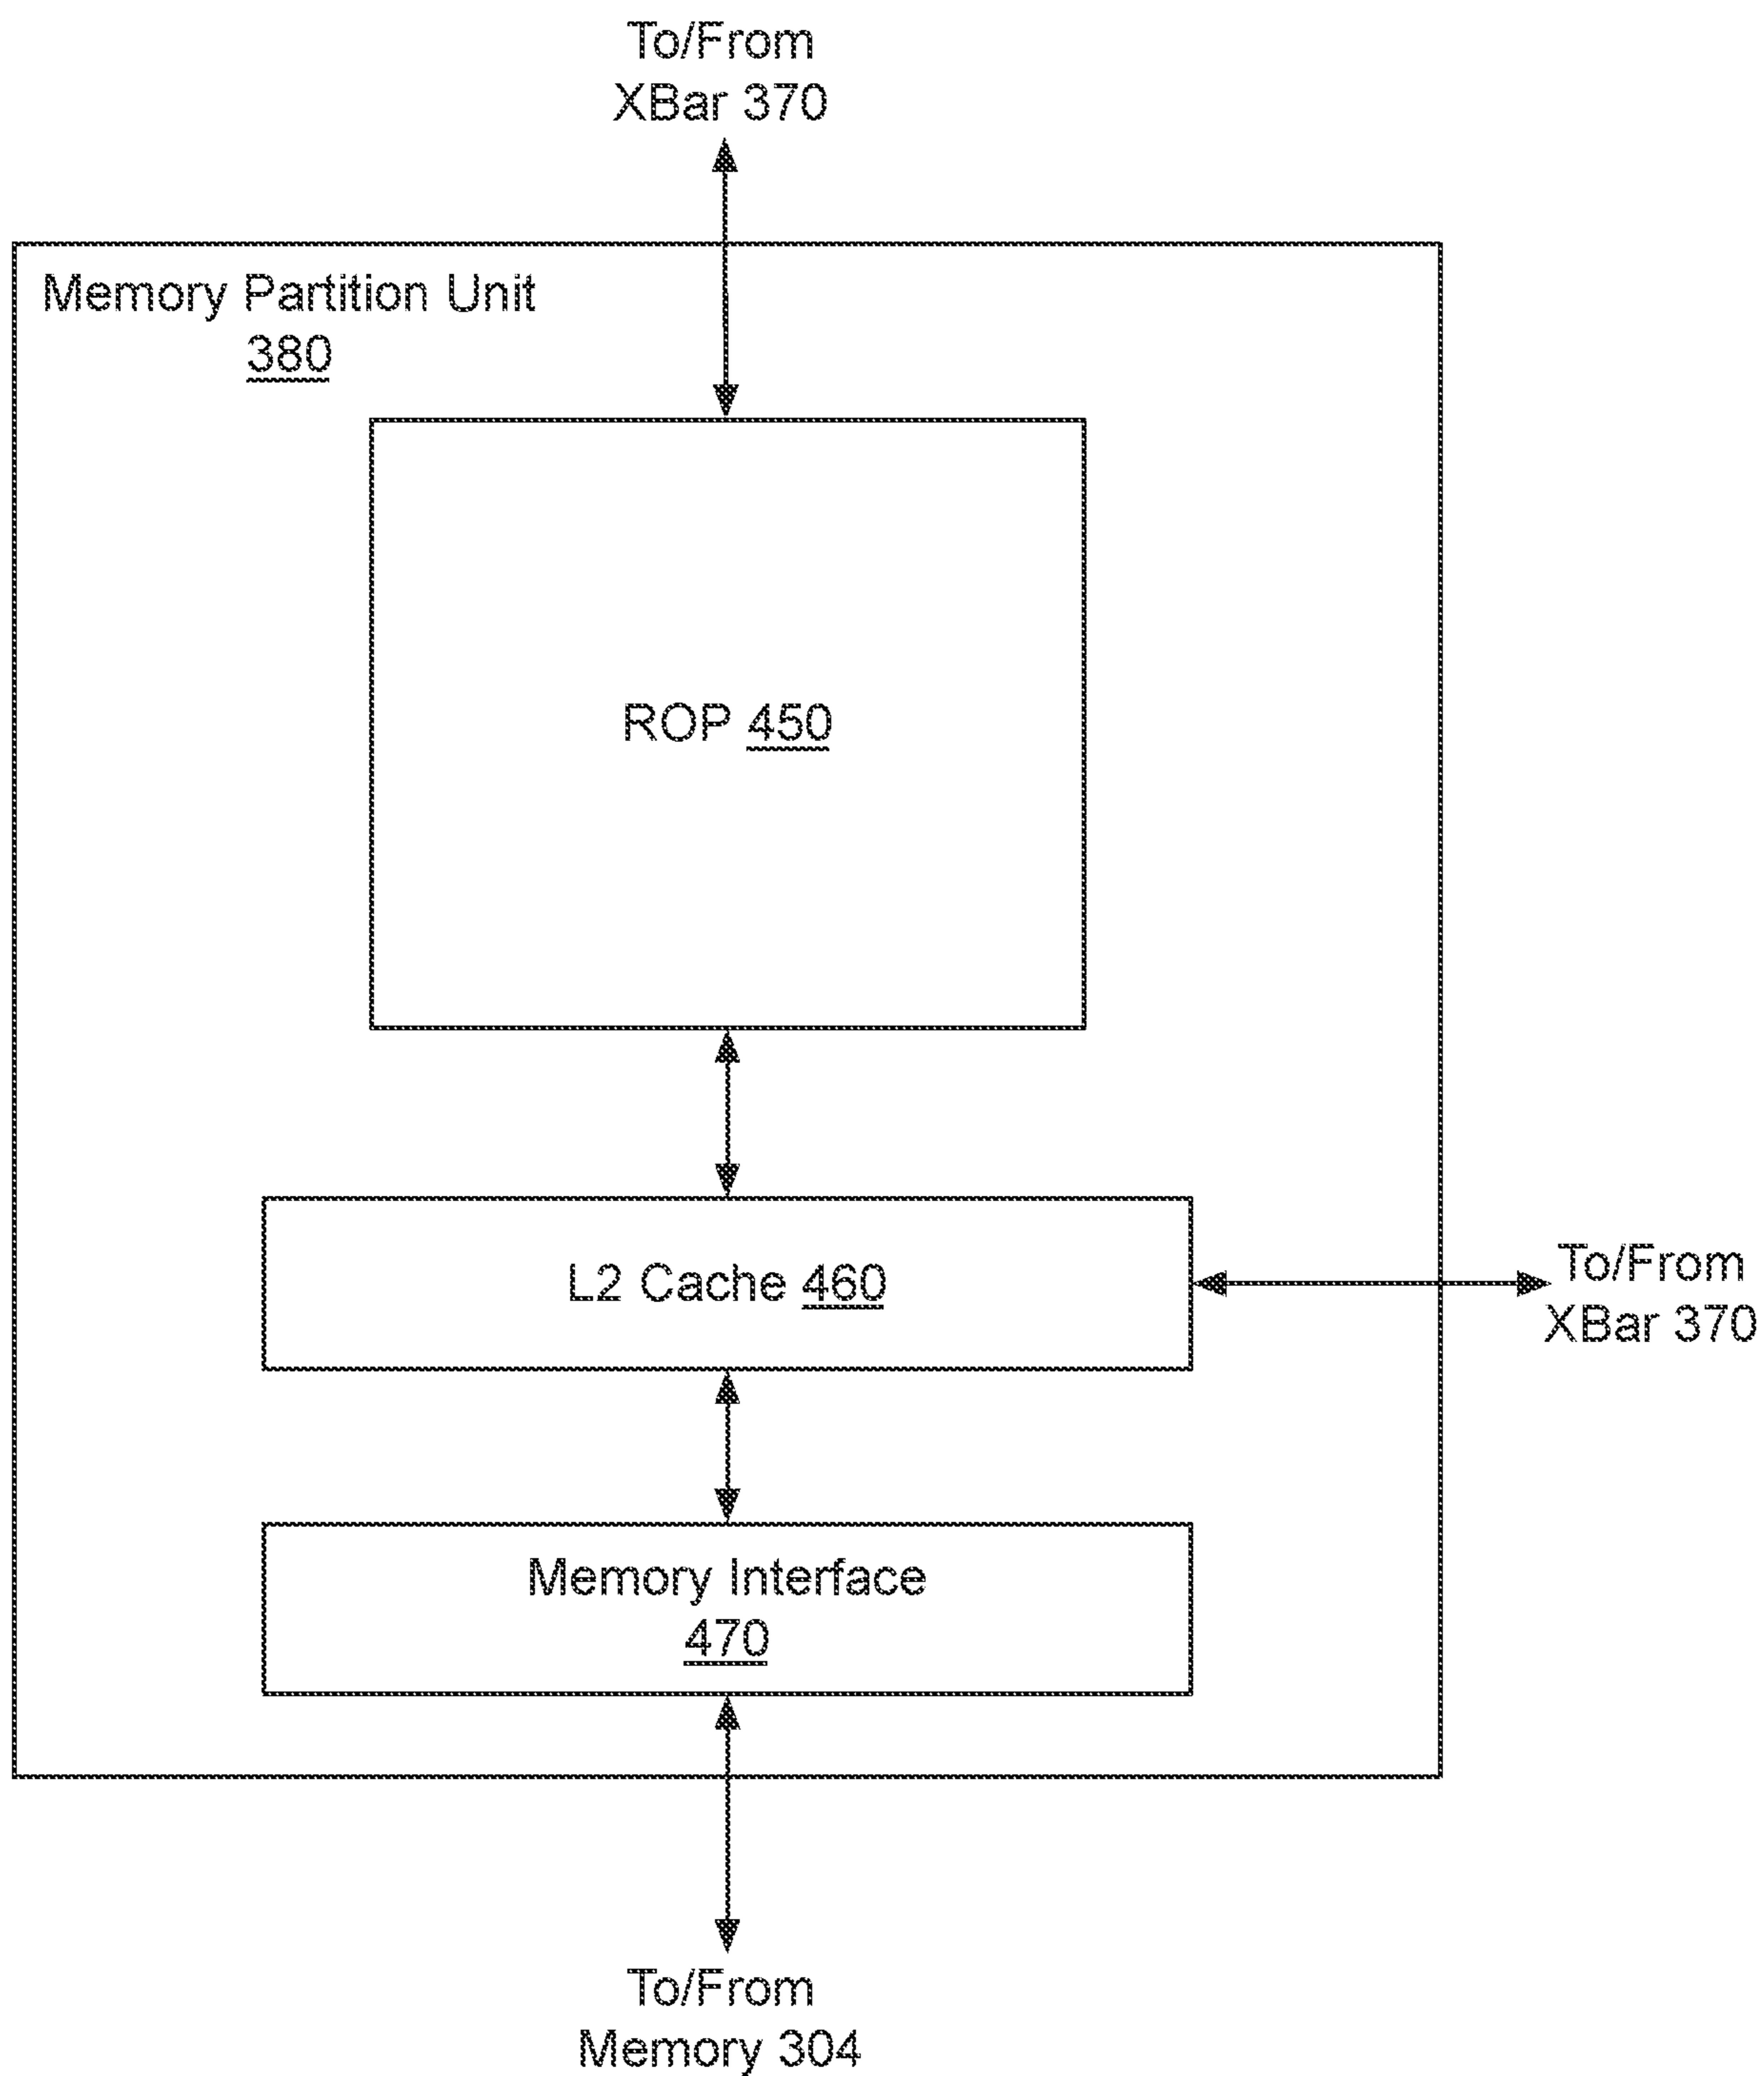 To/From
XBar 370
Memory Partition Unit
380
ROP 450
L2 Cache 460
To/From
XBar 370
Memory Interface
470
To/From
Memory 304